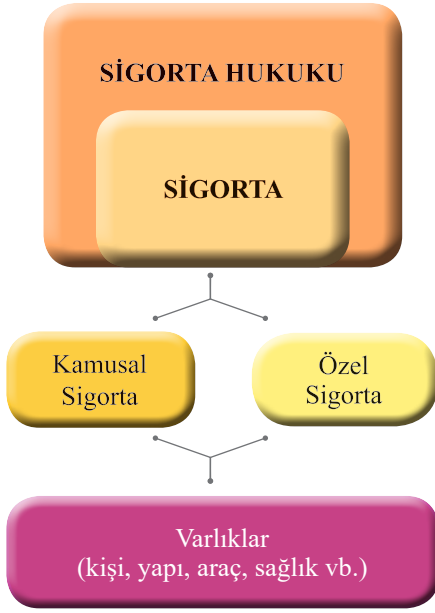 SİGORTA HUKUKU
SİGORTA
Kamusal
Sigorta
Özel
Sigorta
Varlıklar
(kişi, yapı, araç, sağlık vb.)